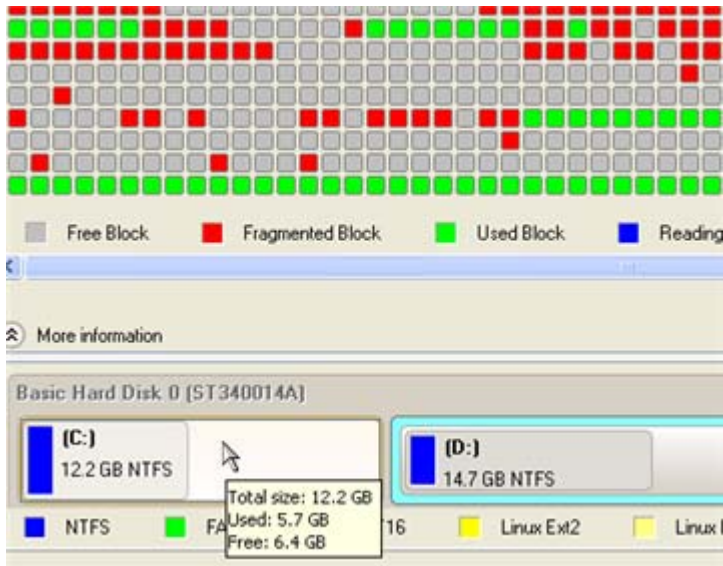 Free Block Fragmented Block Used Block Reading
More information
Basic Hard Disk 0 (ST340014A)
(C:)
12.2 GB NTFS
(D:)
14.7 GB NTFS
Total size: 12.2 GB
Used: 5.7 GB
Free: 6.4 GB
NTFS FA 16 Linux Ext2 Linux